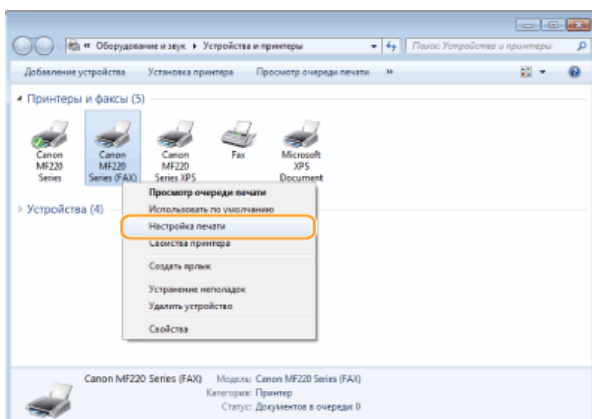 « Оборудование и звук ▸ Устройства и принтеры
Поиск: Устройства и принтеры
Добавление устройства Установка принтера Просмотр очереди печати »
Принтеры и факсы (5)
Canon MF220 Series
Canon MF220 Series (FAX)
Canon MF220 Series XPS
Fax
Microsoft XPS Document
Устройства (4)
Просмотр очереди печати
Использовать по умолчанию
Настройка печати
Свойства принтера
Создать ярлык
Устранение неполадок
Удалить устройство
Свойства
Canon MF220 Series (FAX) Модель: Canon MF220 Series (FAX)
Категория: Принтер
Статус: Документов в очереди: 0